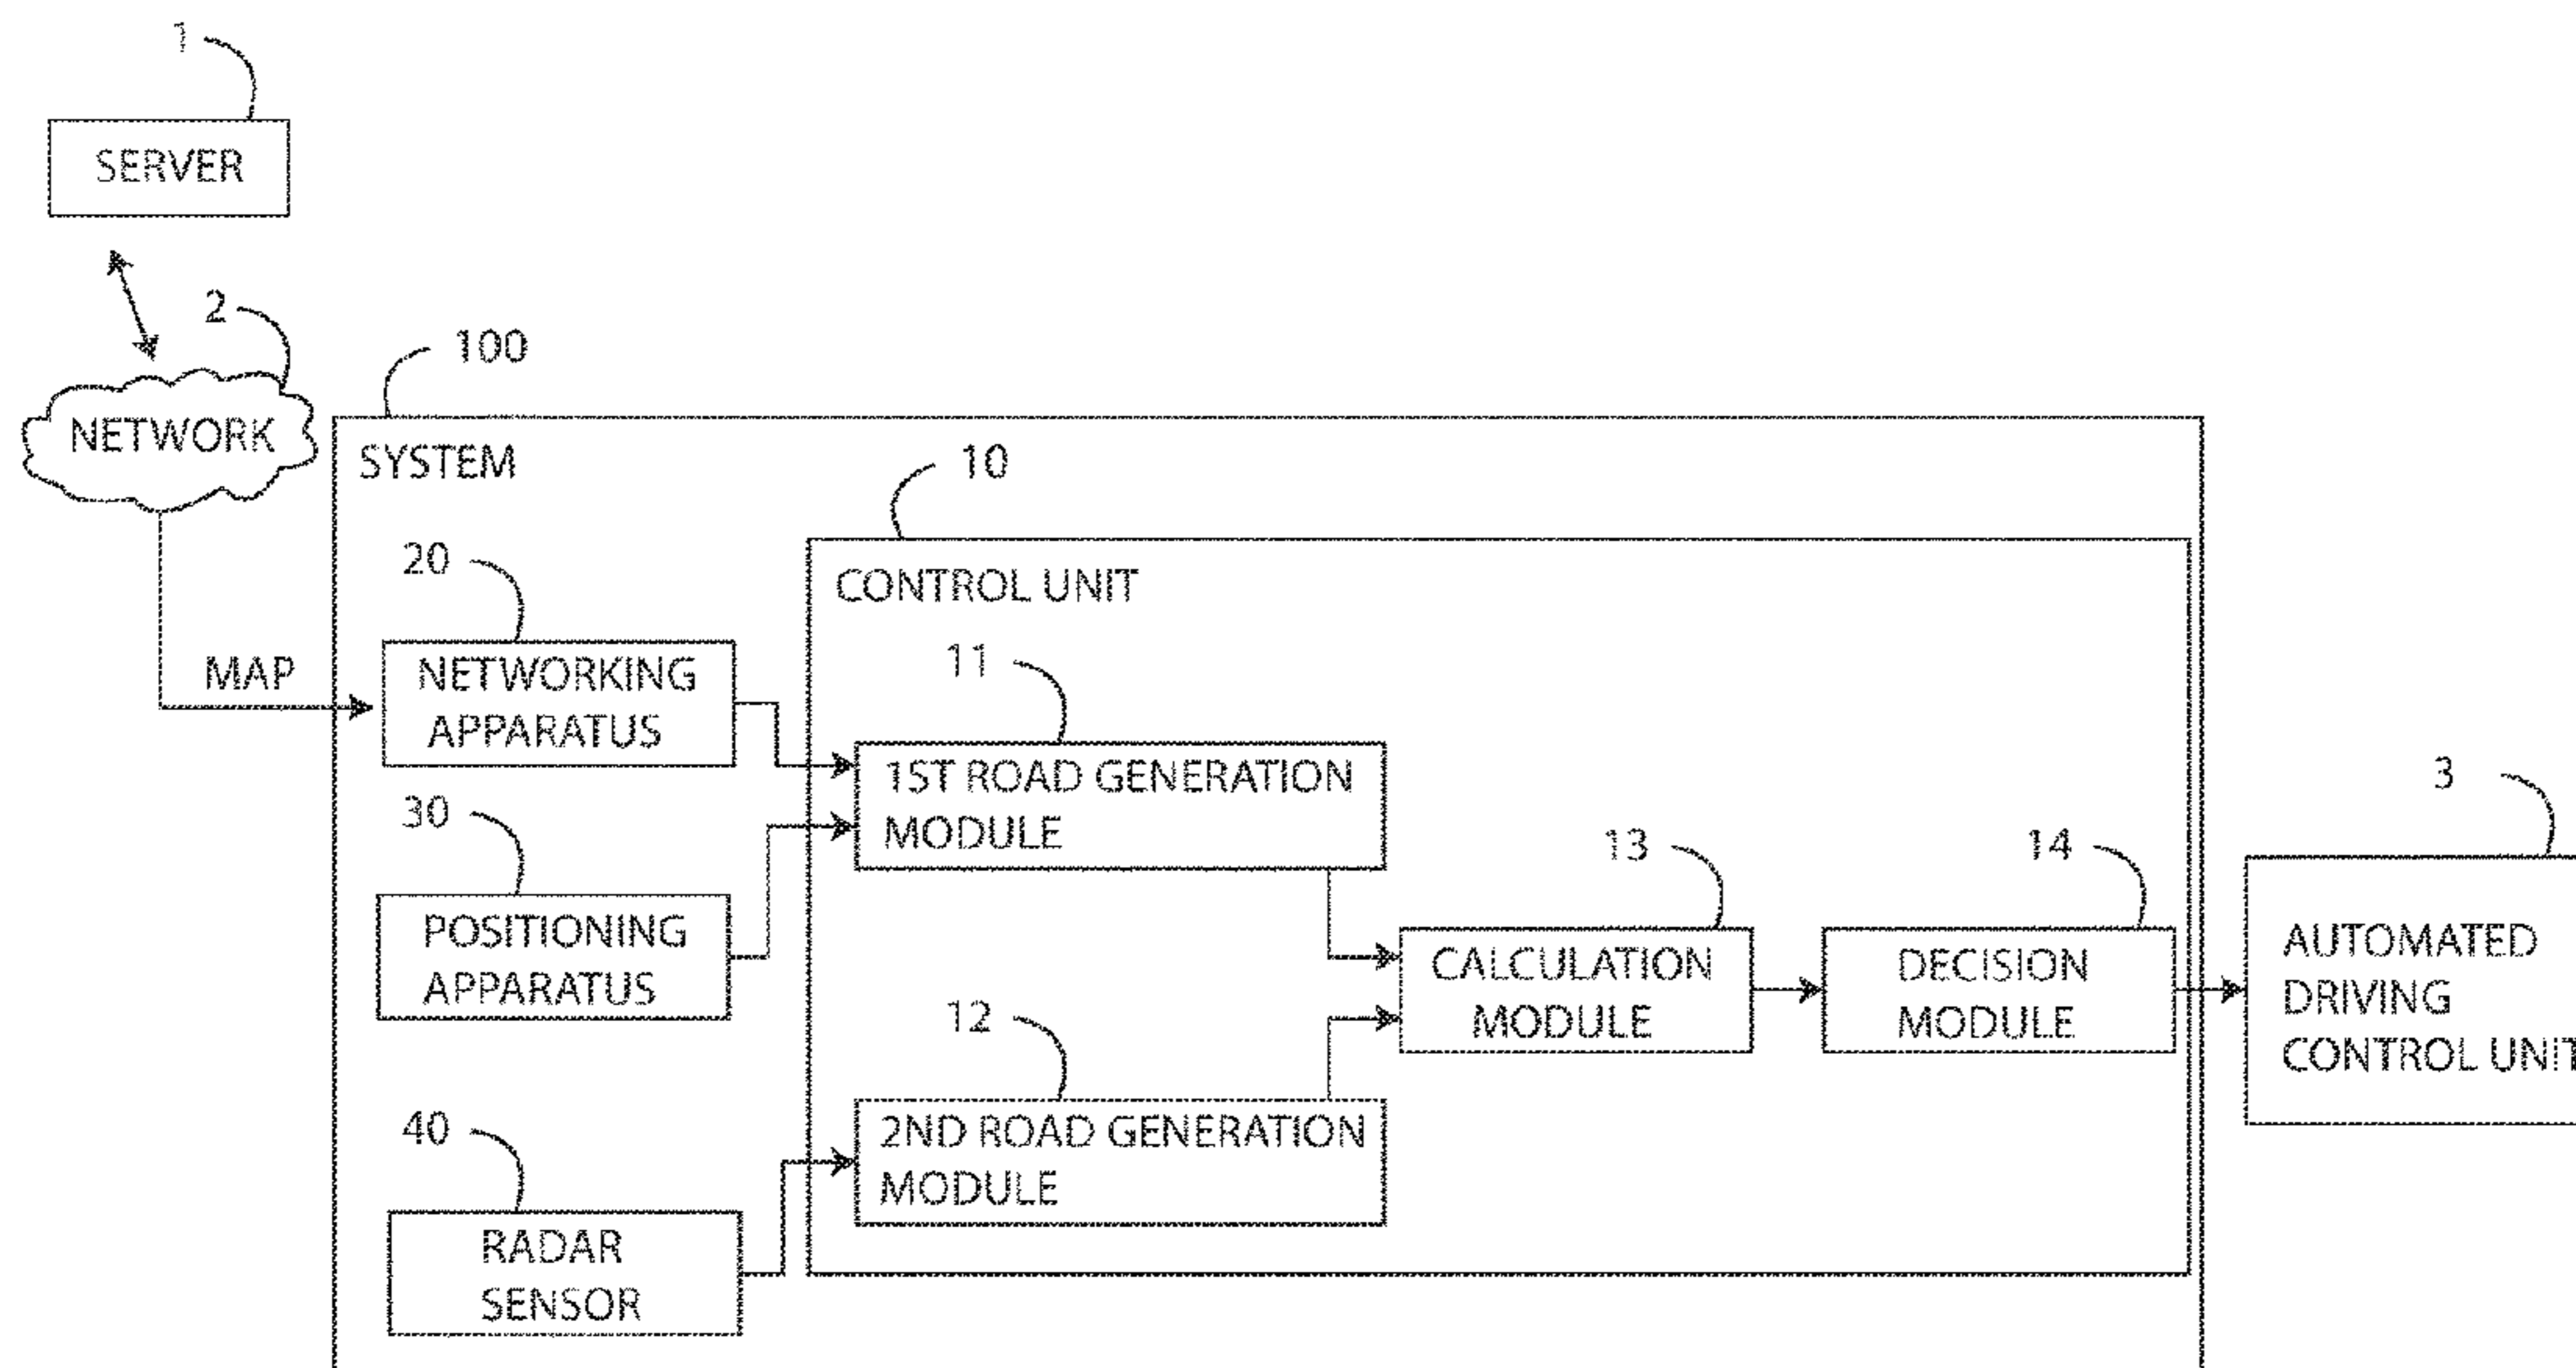 1
SERVER
2
NETWORK
100
SYSTEM
10
CONTROL UNIT
20
NETWORKING
APPARATUS
MAP
11
1ST ROAD GENERATION
MODULE
30
POSITIONING
APPARATUS
13
CALCULATION
MODULE
14
DECISION
MODULE
3
AUTOMATED
DRIVING
CONTROL UNIT
12
2ND ROAD GENERATION
MODULE
40
RADAR
SENSOR